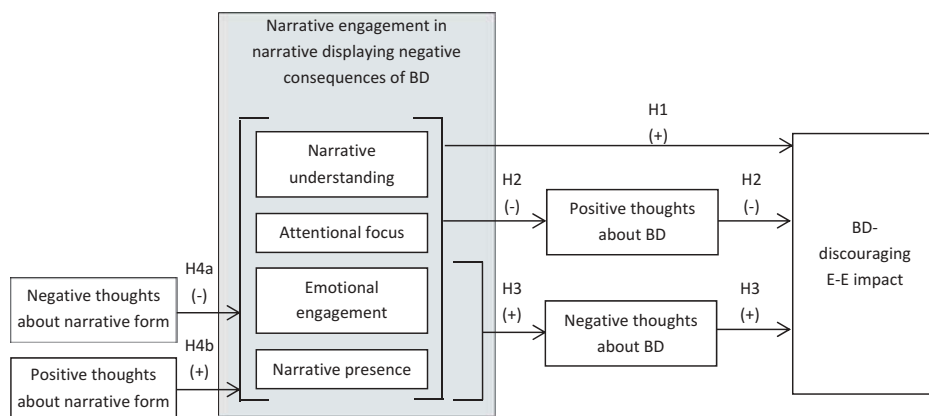 Narrative engagement in
narrative displaying negative
consequences of BD
H1
(+)
Narrative
understanding
H2
(-)
Positive thoughts
about BD
H2
(-)
Attentional focus
BD-
discouraging
E-E impact
H4a
(-)
Negative thoughts
about narrative form
Emotional
engagement
H3
(+)
Negative thoughts
about BD
H3
(+)
H4b
(+)
Positive thoughts
about narrative form
Narrative presence